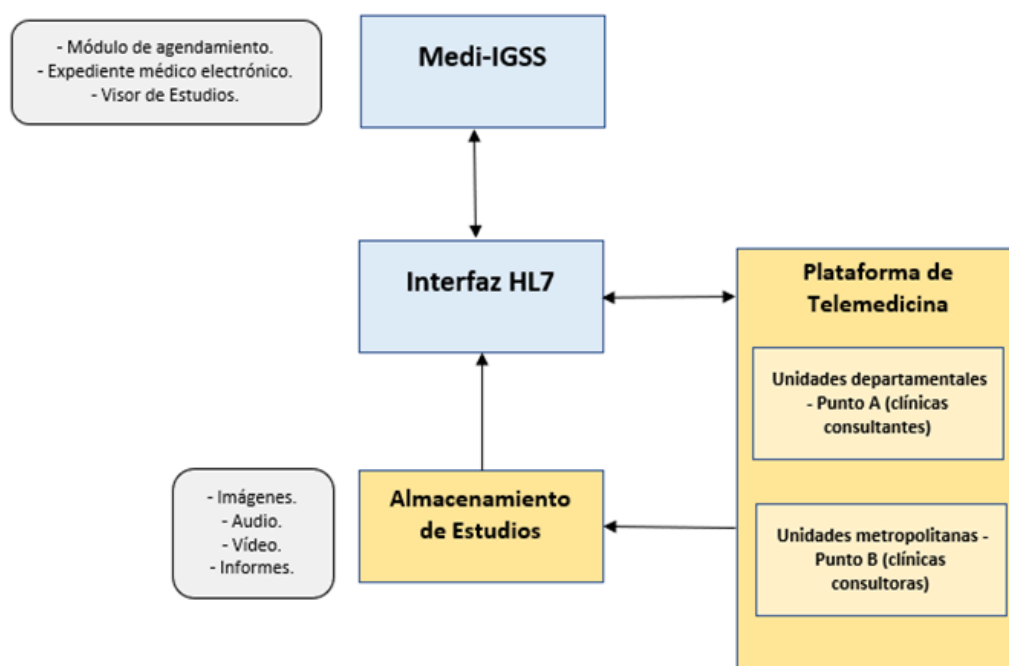 - Módulo de agendamiento.
- Expediente médico electrónico.
- Visor de Estudios.
Medi-IGSS
Interfaz HL7
Plataforma de
Telemedicina
Unidades departamentales
- Punto A (clínicas
consultantes)
- Imágenes.
- Audio.
- Vídeo.
- Informes.
Almacenamiento
de Estudios
Unidades metropolitanas -
Punto B (clínicas
consultoras)